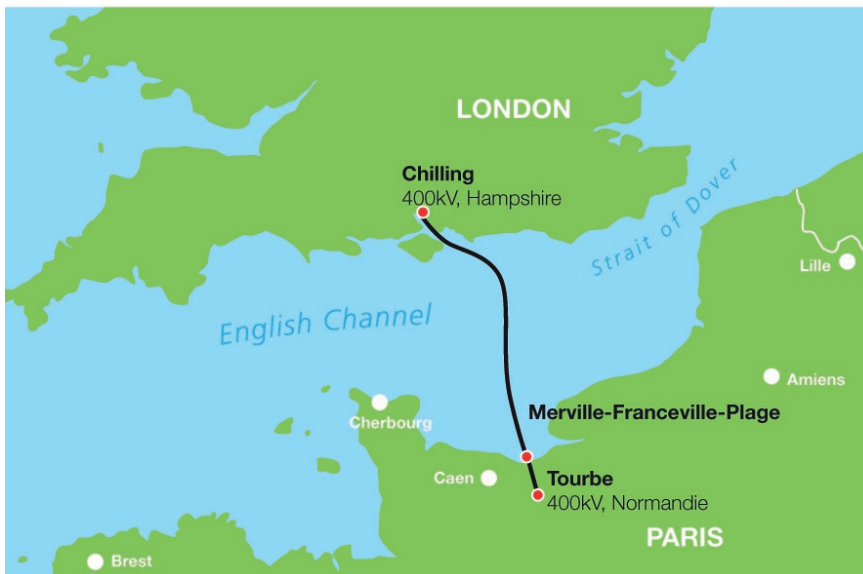 LONDON
Chilling
400kV, Hampshire
Strait of Dover
Lille
English Channel
Amiens
Merville-Franceville-Plage
Cherbourg
Caen
Tourbe
400kV, Normandie
PARIS
Brest